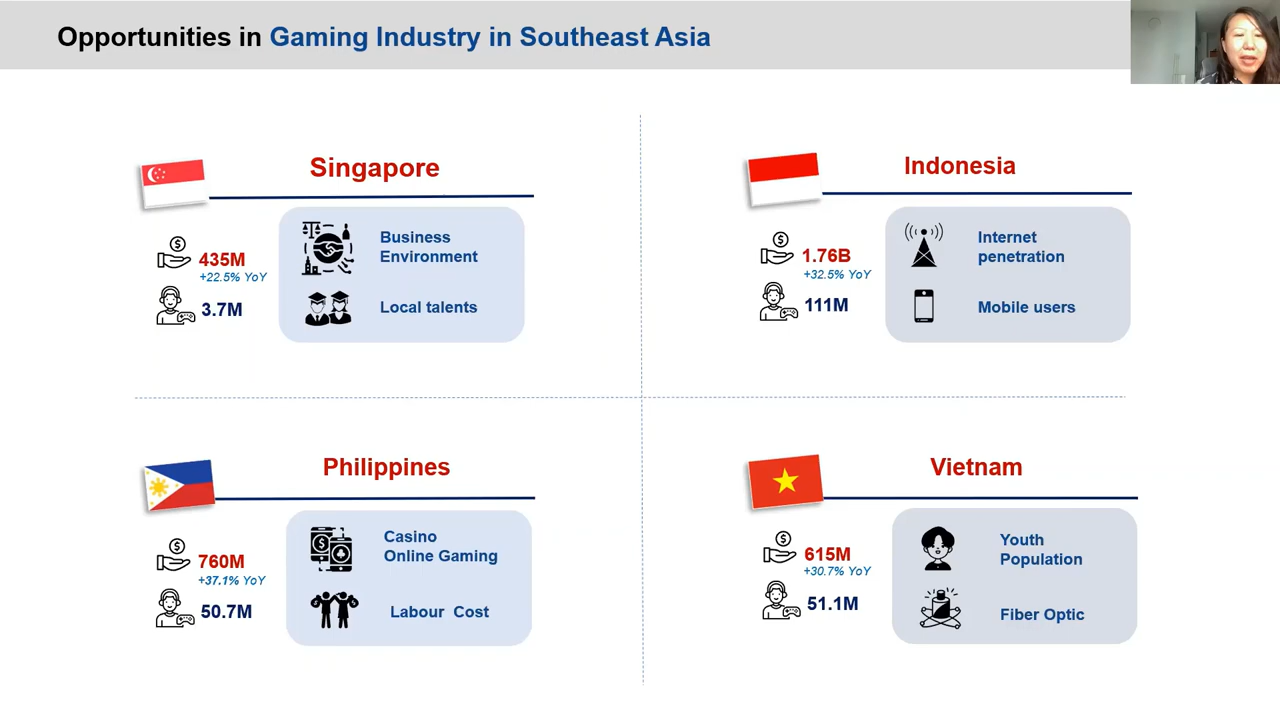 Opportunities in Gaming Industry in Southeast Asia
Singapore
435M
+22.5% YoY
3.7M
Business
Environment
Local talents
Indonesia
1.76B
+32.5% YoY
111M
Internet
penetration
Mobile users
Philippines
760M
+37.1% YoY
50.7M
Casino
Online Gaming
Labour Cost
Vietnam
615M
+30.7% YoY
51.1M
Youth
Population
Fiber Optic